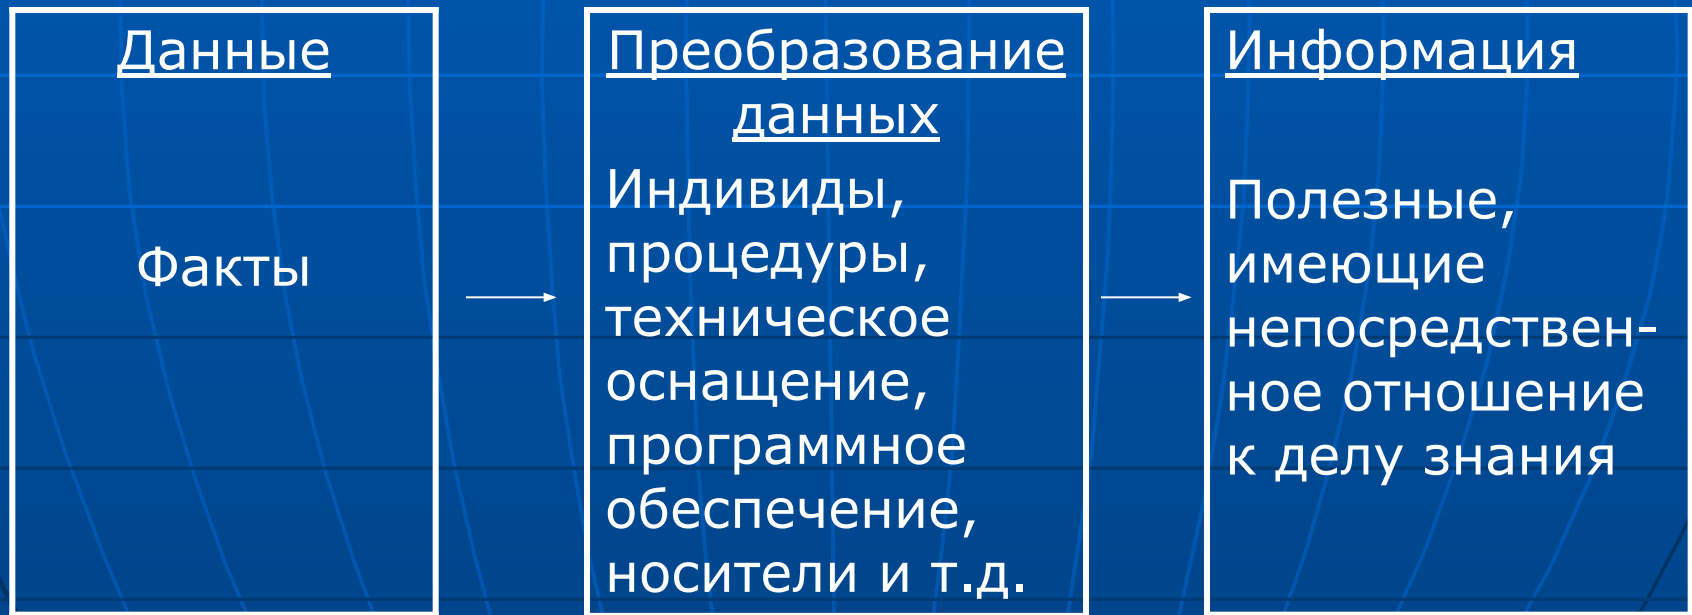 Данные
Факты
Преобразование
данных
Индивиды,
процедуры,
техническое
оснащение,
программное
обеспечение,
носители и т.д.
Информация
Полезные,
имеющие
непосредствен-
ное отношение
к делу знания